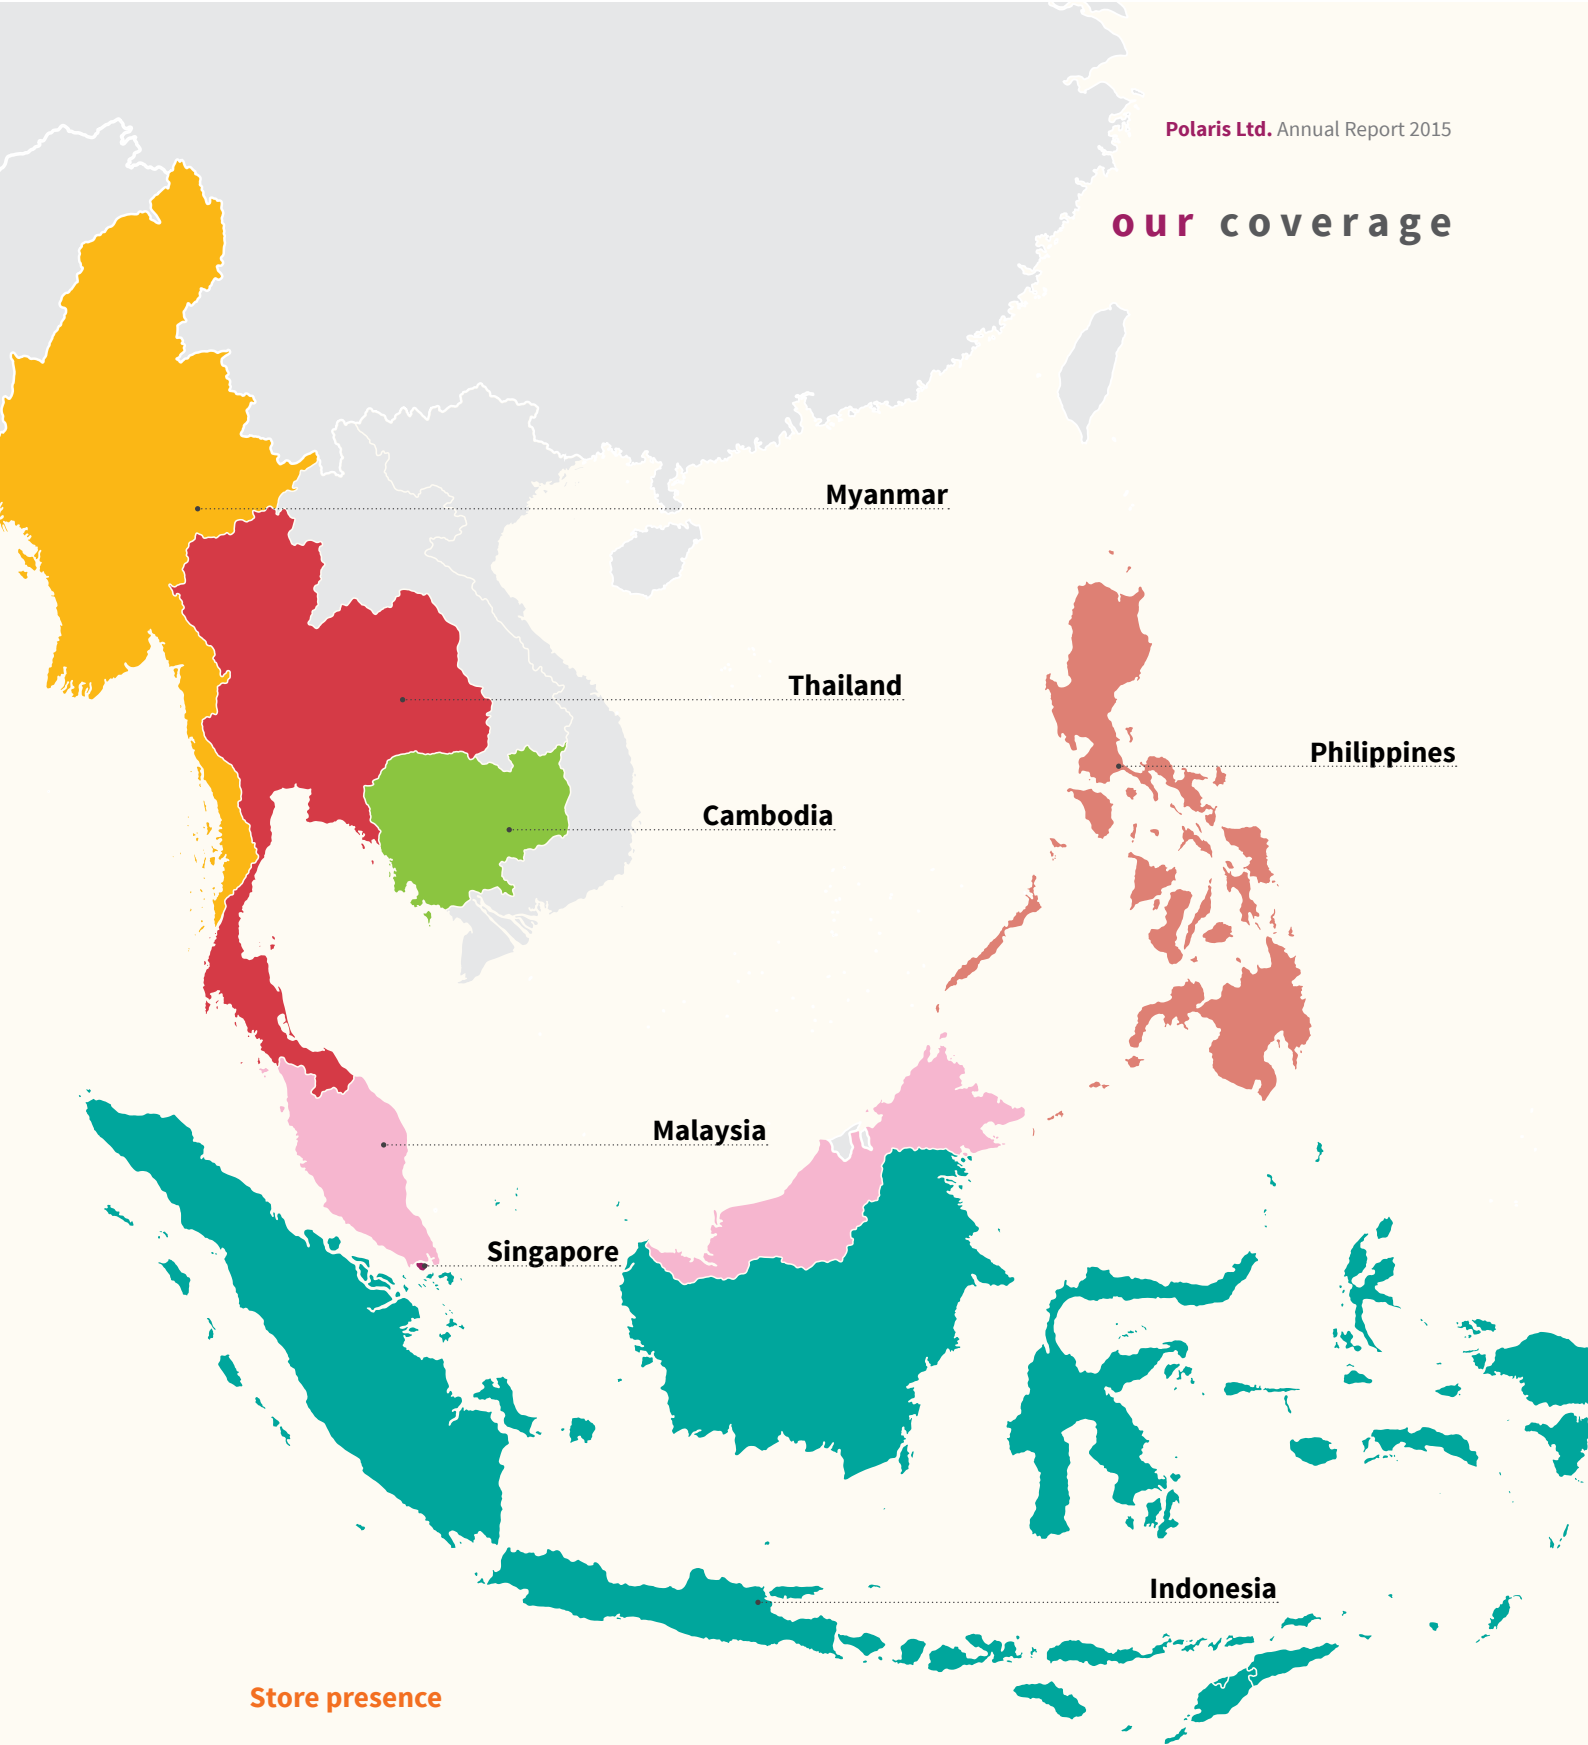 Polaris Ltd. Annual Report 2015
our coverage
Myanmar
Thailand
Philippines
Cambodia
Malaysia
Singapore
Indonesia
Store presence